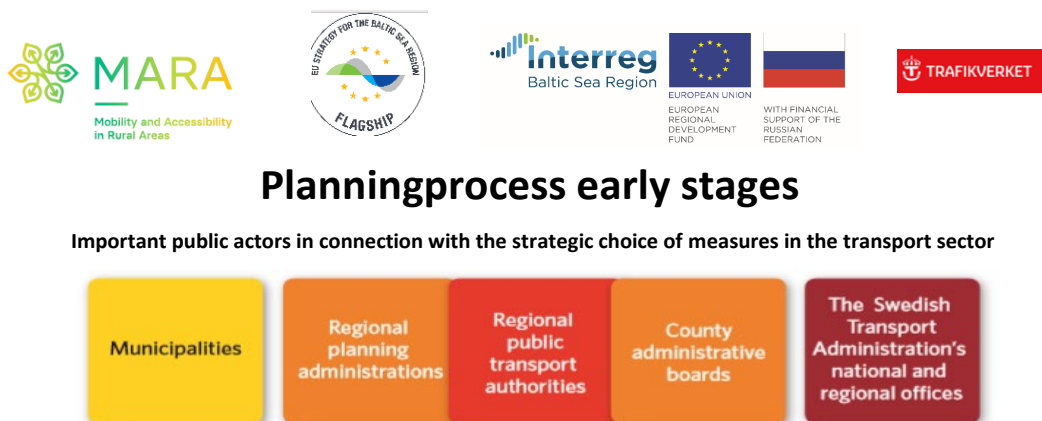 MARA
Mobility and Accessibility
in Rural Areas
EU STRATEGY FOR THE BALTIC SEA REGION
FLAGSHIP
Interreg
Baltic Sea Region
EUROPEAN UNION
EUROPEAN
REGIONAL
DEVELOPMENT
FUND
WITH FINANCIAL
SUPPORT OF THE
RUSSIAN
FEDERATION
TRAFIKVERKET
Planningprocess early stages
Important public actors in connection with the strategic choice of measures in the transport sector
Municipalities
Regional
planning
administrations
Regional
public
transport
authorities
County
administrative
boards
The Swedish
Transport
Administration's
national and
regional offices